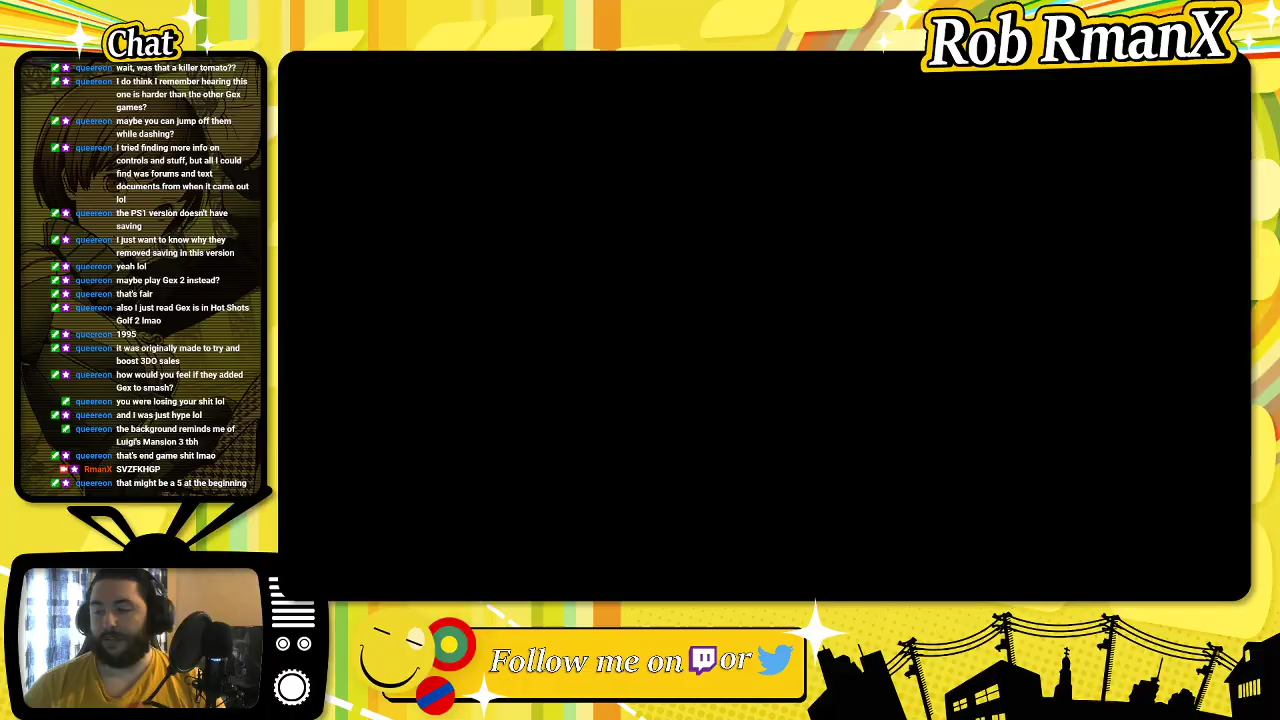 Chat
Rob RmanX
queereon wait, was that a killer tomato??
queereon I do think I remember hearing this
one is harder than the other Gex
games?
queereon maybe you can jump off them
while dashing?
queereon I tried finding more info on
controls and stuff, but all I could
find was forums and text
documents from when it came out
lol
queereon the PS1 version doesn't have
saving
queereon I just want to know why they
removed saving in this version
queereon yeah lol
queereon maybe play Gex 2 instead?
queereon that's fair
queereon also I just read Gex is in Hot Shots
Golf 2 lmao
queereon 1995
queereon it was originally made to try and
boost 3DO sales
queereon how would you feel if they added
Gex to smash?
queereon you were losing your shit lol
queereon and I was just hype lol
queereon the background reminds me of
Luigi's Mansion 3 tbh
queereon that's end game shit lmao
RmanX SVZFKHGP
queereon that might be a 5 at the beginning
Follow me on or